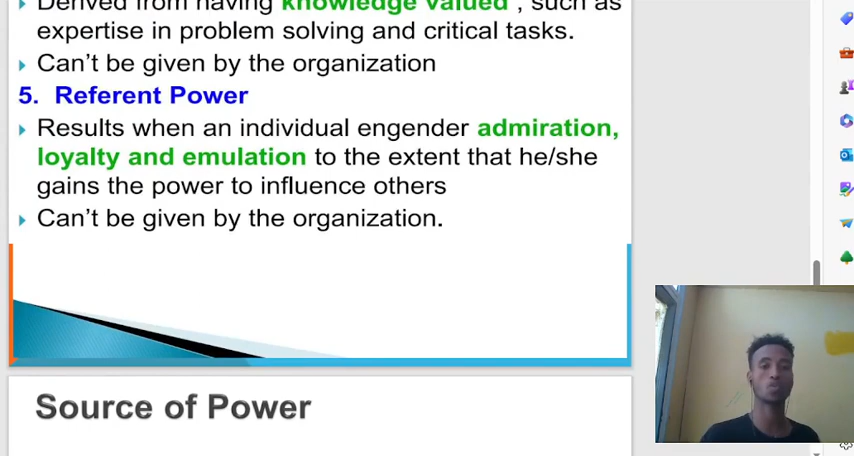 Derived from having knowledge valued , such as
expertise in problem solving and critical tasks.
Can't be given by the organization
5. Referent Power
Results when an individual engender admiration,
loyalty and emulation to the extent that he/she
gains the power to influence others
Can't be given by the organization.
Source of Power